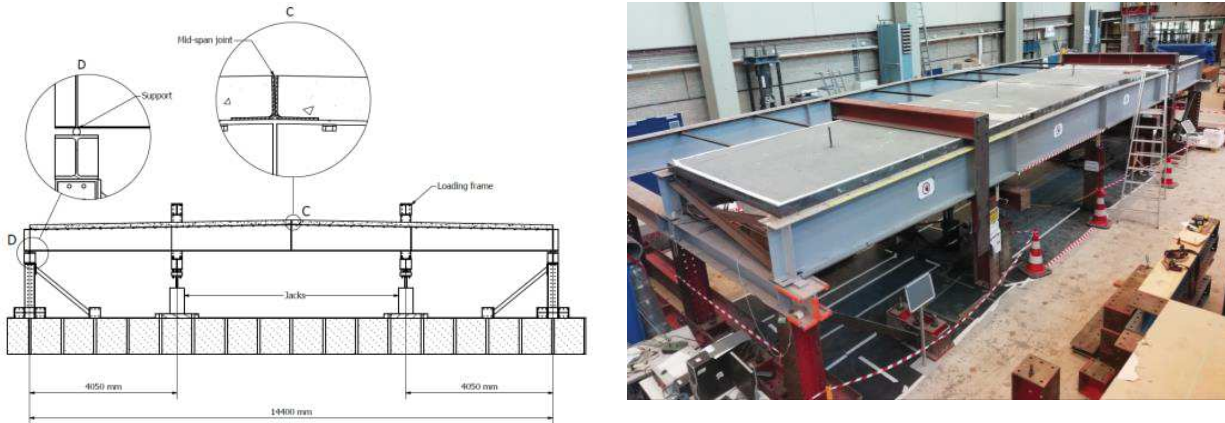 C
Mid-span joint
D
Support
Loading frame
C
D
Jacks
4050 mm
4050 mm
14400 mm